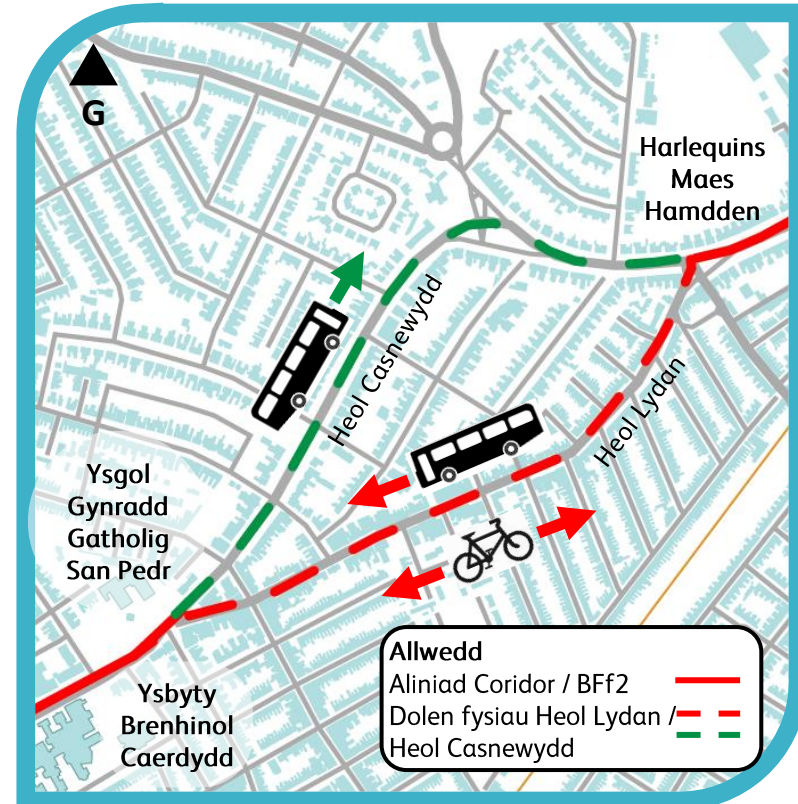 G
Harlequins
Maes
Hamdden
Heol Casnewydd
Heol Lydan
Ysgol
Gynradd
Gatholig
San Pedr
Ysbyty
Brenhinol
Caerdydd
Allwedd
Aliniad Coridor / BFf2
Dolen fysiau Heol Lydan /
Heol Casnewydd